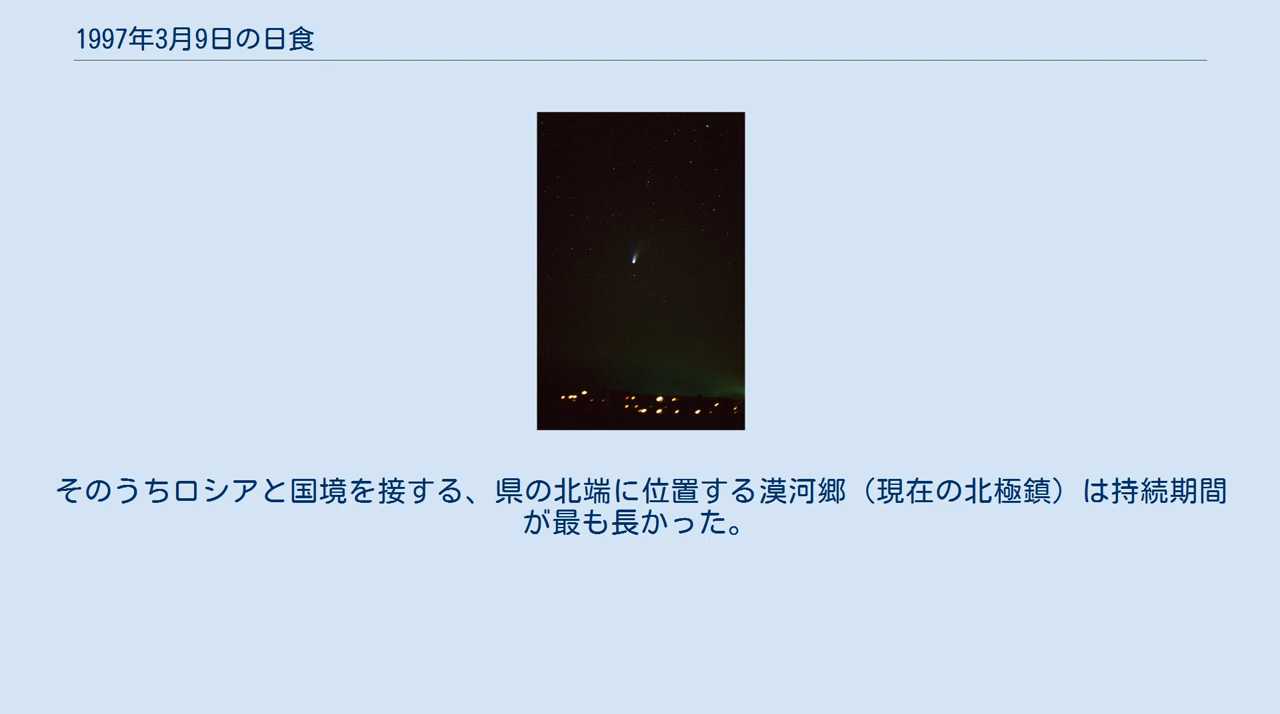 1997年3月9日の日食
そのうちロシアと国境を接する、県の北端に位置する漠河郷（現在の北極鎮）は持続期間
が最も長かった。